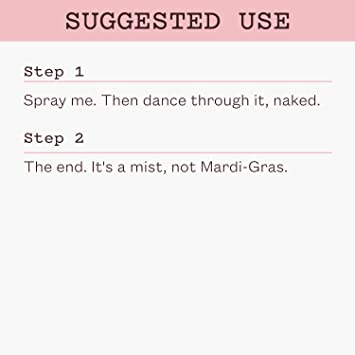 SUGGESTED USE
Step 1
Spray me. Then dance through it, naked.
Step 2
The end. It's a mist, not Mardi-Gras.